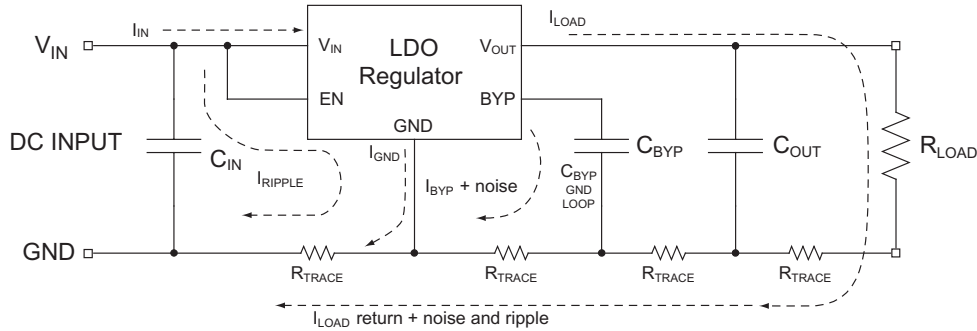 I_IN
I_LOAD
V_IN
V_IN
LDO
Regulator
V_OUT
EN
BYP
GND
DC INPUT
C_IN
I_RIPPLE
I_GND
I_BYP + noise
C_BYP
GND
LOOP
C_BYP
C_OUT
R_LOAD
GND
R_TRACE
R_TRACE
R_TRACE
R_TRACE
I_LOAD return + noise and ripple